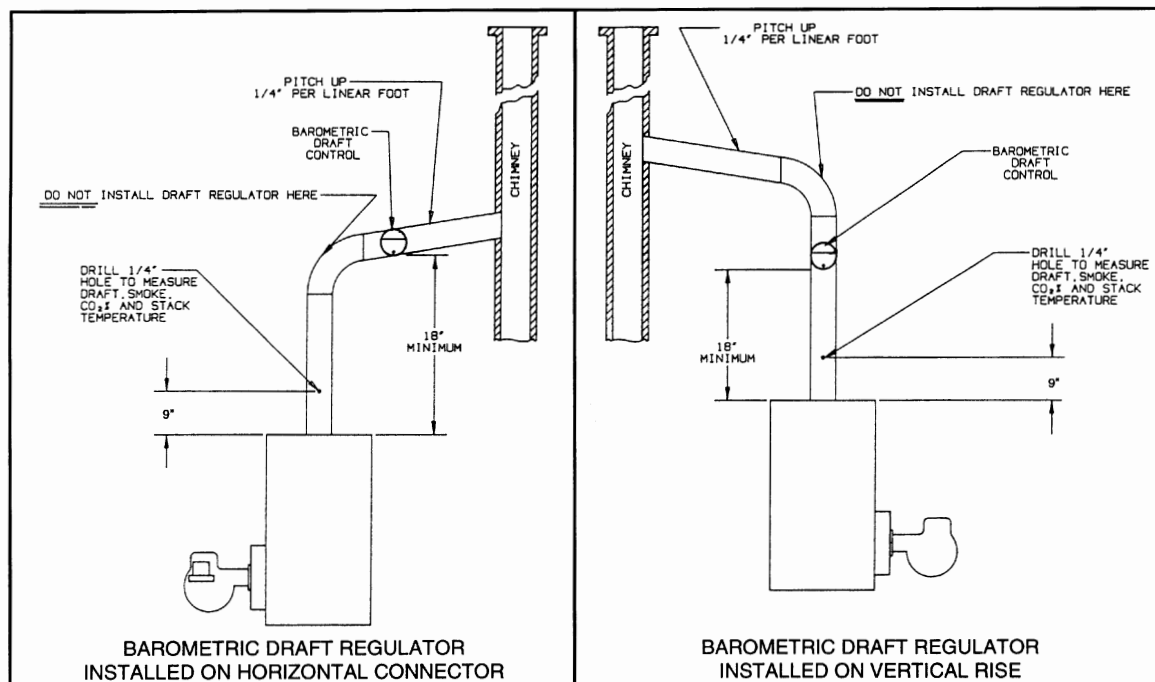 PITCH UP
1/4" PER LINEAR FOOT
BAROMETRIC
DRAFT
CONTROL
CHIMNEY
DO NOT INSTALL DRAFT REGULATOR HERE
DRILL 1/4"
HOLE TO MEASURE
DRAFT,SMOKE,
CO₂% AND STACK
TEMPERATURE
18"
MINIMUM
9"
BAROMETRIC DRAFT REGULATOR
INSTALLED ON HORIZONTAL CONNECTOR
PITCH UP
1/4" PER LINEAR FOOT
DO NOT INSTALL DRAFT REGULATOR HERE
CHIMNEY
BAROMETRIC
DRAFT
CONTROL
DRILL 1/4"
HOLE TO MEASURE
DRAFT,SMOKE,
CO₂% AND STACK
TEMPERATURE
18"
MINIMUM
9"
BAROMETRIC DRAFT REGULATOR
INSTALLED ON VERTICAL RISE